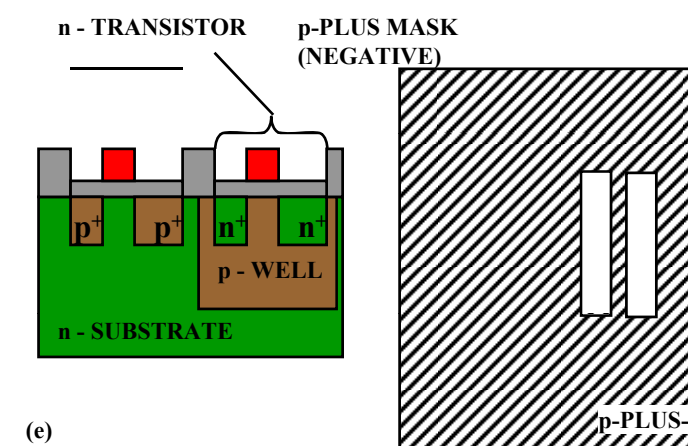 n - TRANSISTOR
p-PLUS MASK
(NEGATIVE)
p+ p+ n+ n+
p - WELL
n - SUBSTRATE
p-PLUS-
(e)